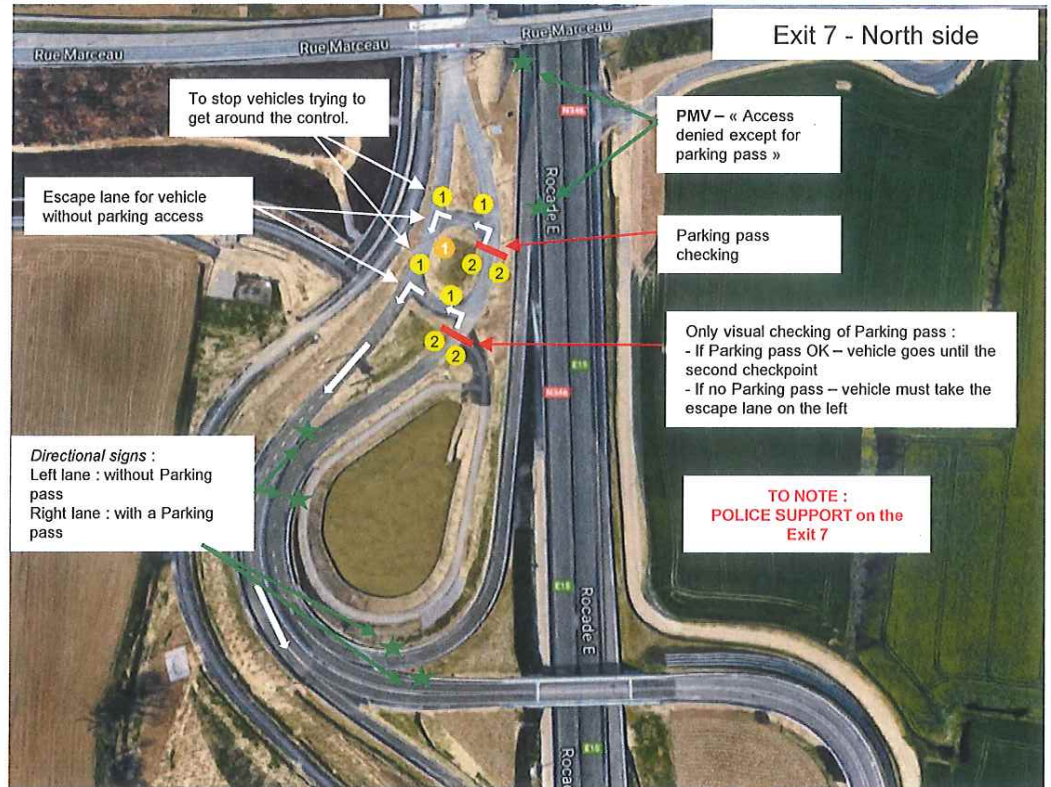 Rue Marceau
Rue Marceau
Rue Marceau
Exit 7 - North side
To stop vehicles trying to
get around the control.
N346
PMV – « Access
denied except for
parking pass »
Escape lane for vehicle
without parking access
Rocade E
1
1
1
1
2
2
1
Parking pass
checking
2
2
Only visual checking of Parking pass :
- If Parking pass OK – vehicle goes until the
second checkpoint
- If no Parking pass – vehicle must take the
escape lane on the left
E15
N346
Directional signs :
Left lane : without Parking
pass
Right lane : with a Parking
pass
TO NOTE :
POLICE SUPPORT on the
Exit 7
E15
Rocade E
E15
Rocade